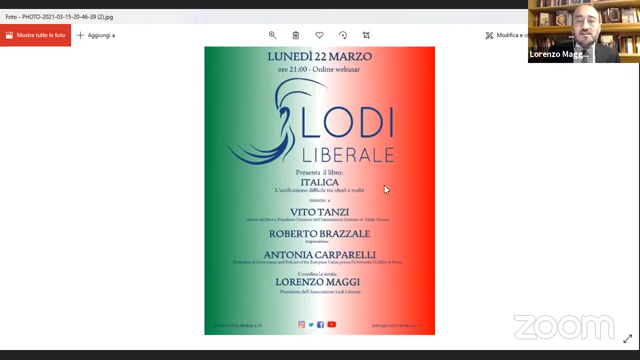 Foto - PHOTO-2021-03-15-20-46-39 (2).jpg
Mostra tutte le foto
Aggiungi a
Modifica e c
Lorenzo Magg...
LUNEDÌ 22 MARZO
ore 21:00 - Online webinar
LODI
LIBERALE
Presenta il libro:
ITALICA
L'unificazione difficile tra ideali e realtà
insieme a
VITO TANZI
ROBERTO BRAZZALE
Imprenditore
ANTONIA CARPARELLI
Coordina la serata
LORENZO MAGGI
Presidente dell'Associazione Lodi Liberale
zoom